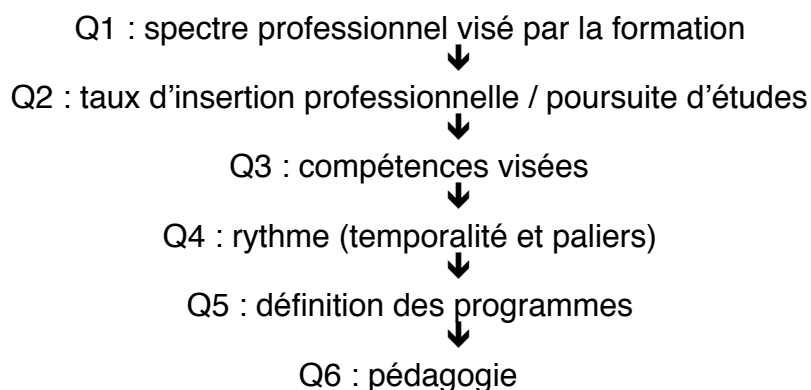 Q1 : spectre professionnel visé par la formation
Q2 : taux d'insertion professionnelle / poursuite d'études
Q3 : compétences visées
Q4 : rythme (temporalité et paliers)
Q5 : définition des programmes
Q6 : pédagogie